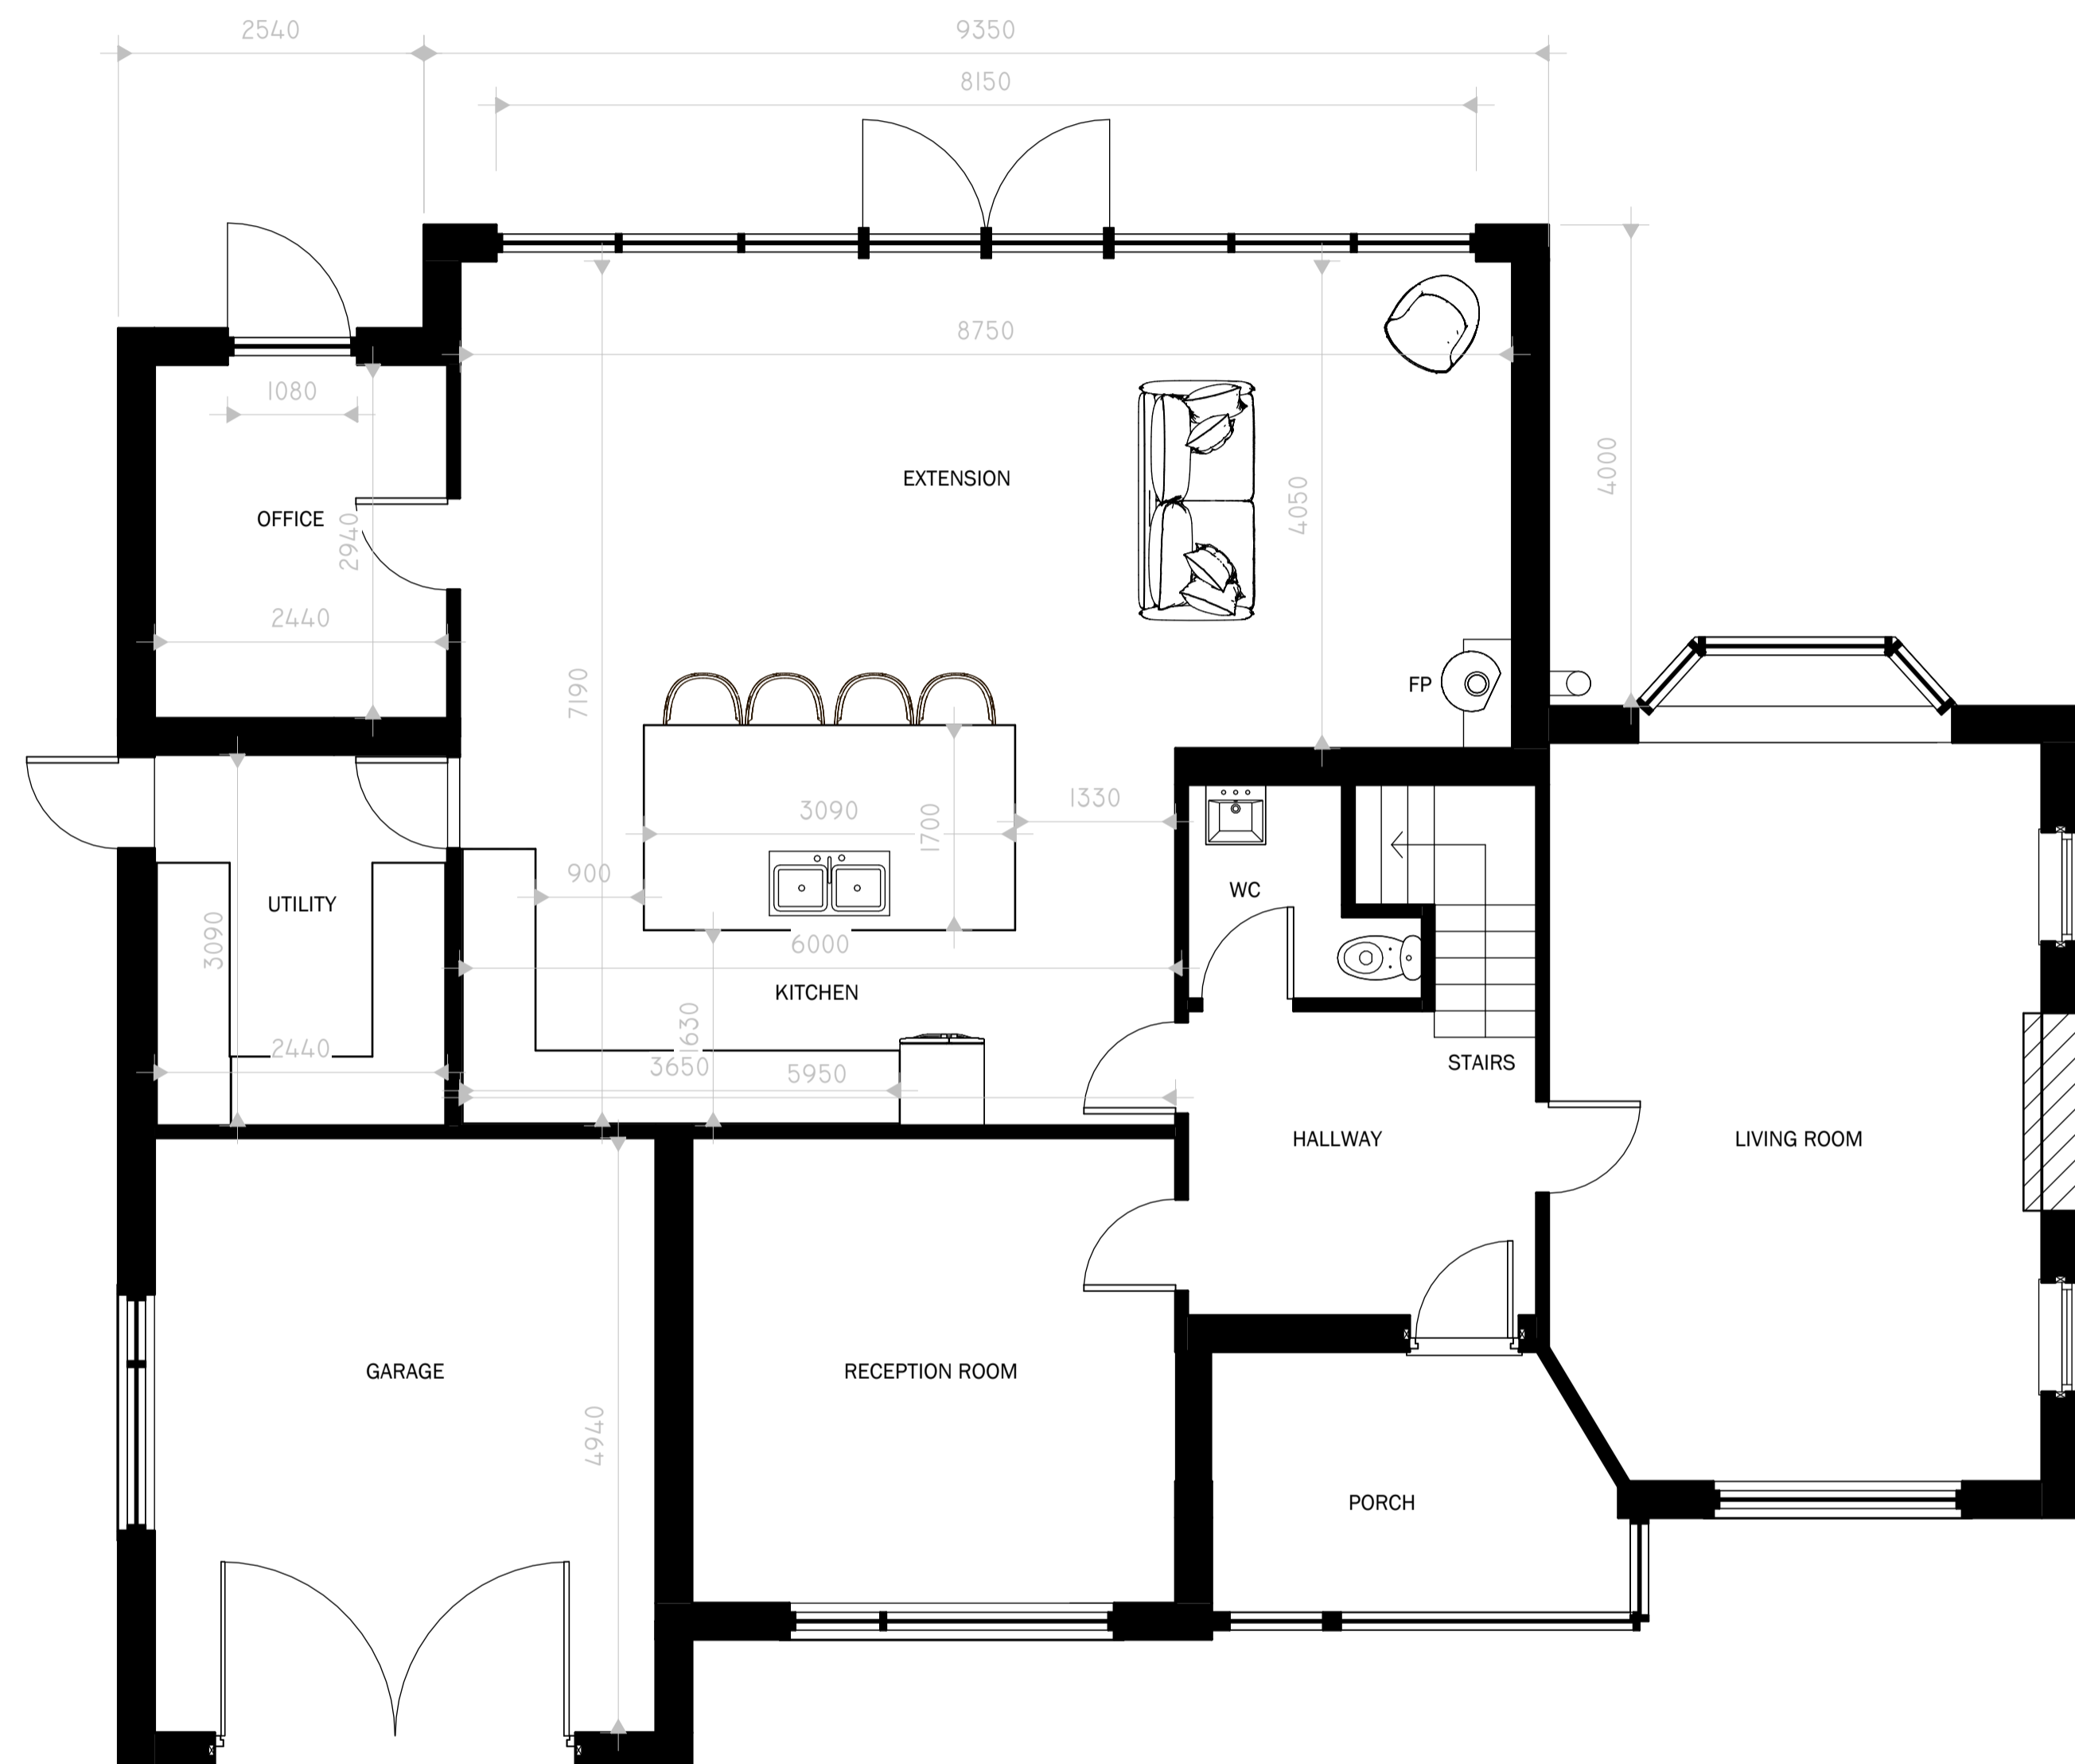 2540
9350
8150
8750
1080
EXTENSION
4000
4050
OFFICE
2940
2440
7190
FP
1330
3090
1700
900
WC
UTILITY
3090
6000
KITCHEN
1630
2440
3650
5950
STAIRS
HALLWAY
LIVING ROOM
GARAGE
RECEPTION ROOM
4940
PORCH